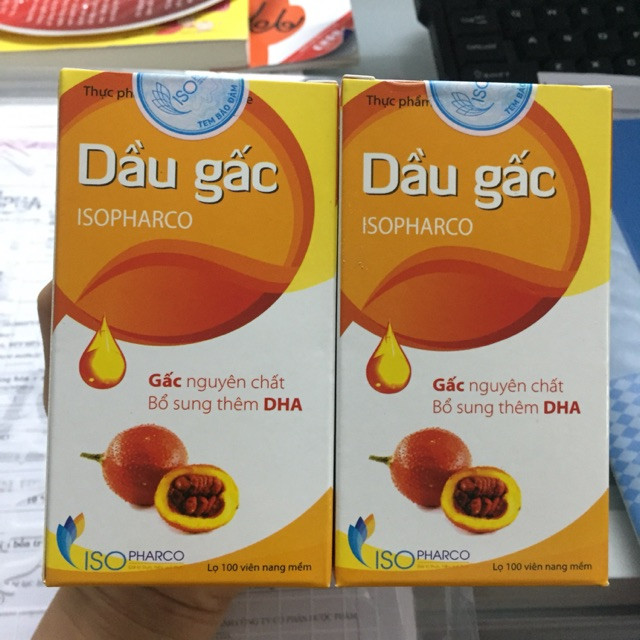 Thực
TEM BẢO ĐẢM
Dầu gấc
ISOPHARCO
Gấc nguyên chất
Bổ sung thêm DHA
ISOPHARCO
Lọ 100 viên nang mềm
Thực phẩm
TEM BẢO ĐẢM
Dầu gấc
ISOPHARCO
Gấc nguyên chất
Bổ sung thêm DHA
ISOPHARCO
Lọ 100 viên nang mềm